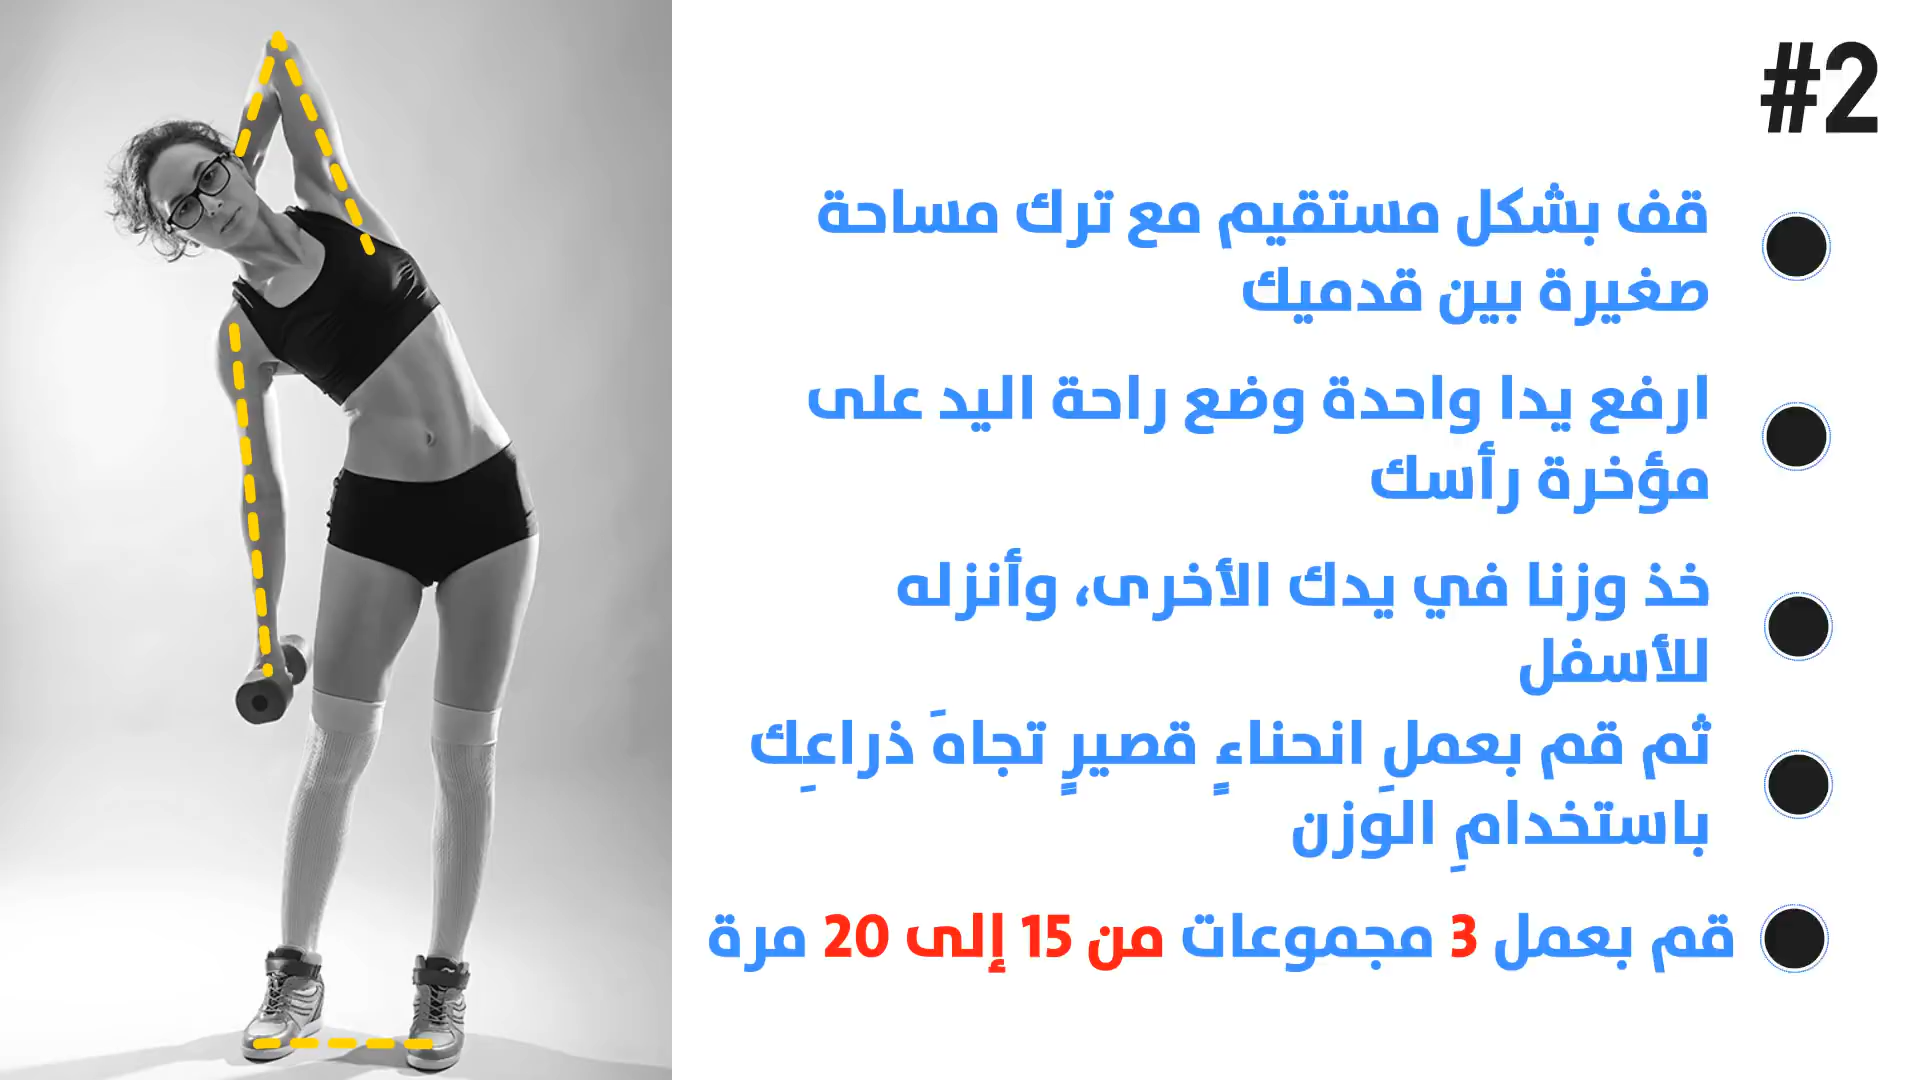 #2
قف بشكل مستقيم مع ترك مساحة
صغيرة بين قدميك
ارفع يدا واحدة وضع راحة اليد على
مؤخرة رأسك
خذ وزنا في يدك الأخرى، وأنزله
للأسفل
ثم قم بعملِ انحناءٍ قصيرٍ تجاهَ ذراعِك
باستخدامِ الوزن
قم بعمل 3 مجموعات من 15 إلى 20 مرة